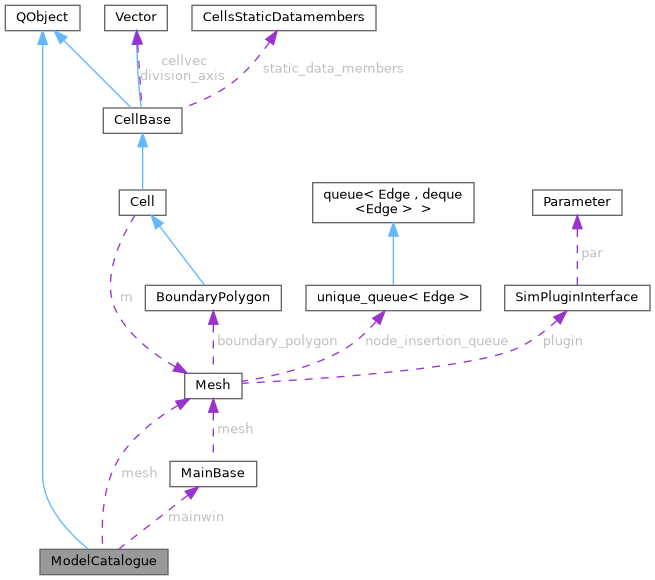 QObject
Vector
CellsStaticDatamembers
cellvec
division_axis
static_data_members
CellBase
Cell
queue< Edge , deque
<Edge > >
Parameter
m
par
BoundaryPolygon
unique_queue< Edge >
SimPluginInterface
boundary_polygon
node_insertion_queue
plugin
Mesh
mesh
mesh
MainBase
mainwin
ModelCatalogue